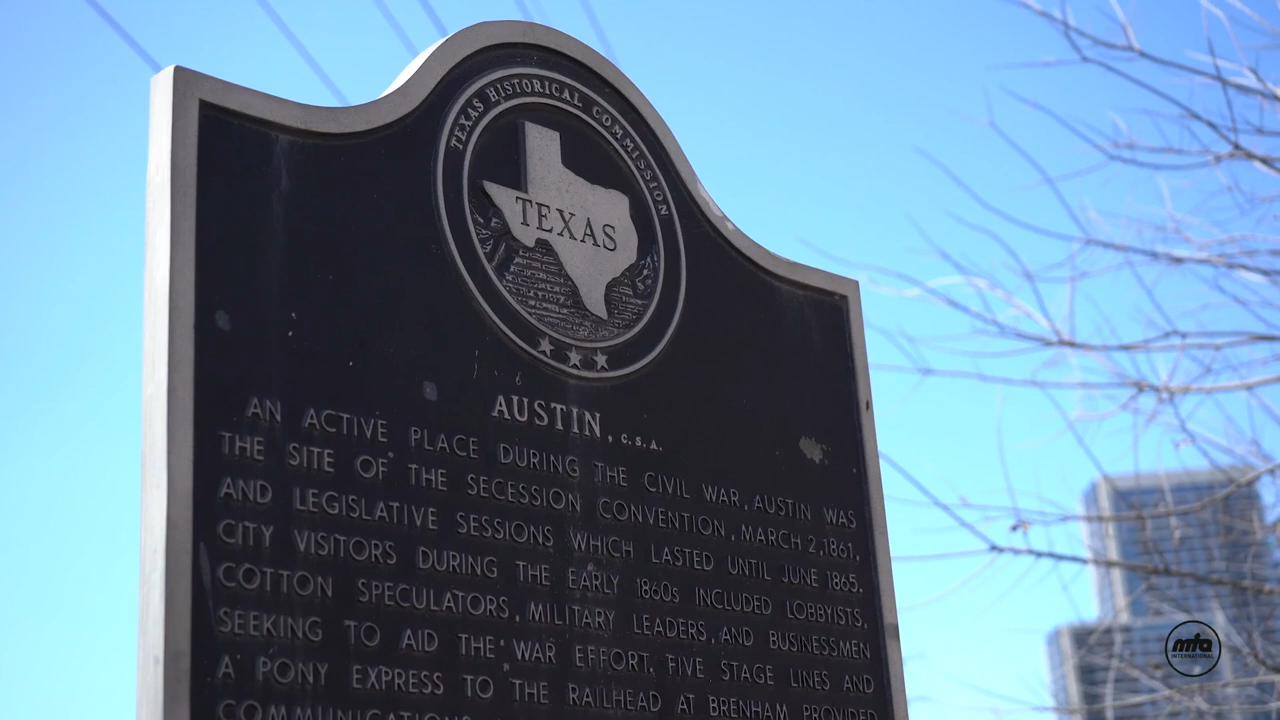 TEXAS HISTORICAL COMMISSION
TEXAS
AUSTIN, C.S.A.
AN ACTIVE PLACE DURING THE CIVIL WAR, AUSTIN WAS
THE SITE OF THE SECESSION CONVENTION, MARCH 2,1861,
AND LEGISLATIVE SESSIONS WHICH LASTED UNTIL JUNE 1865.
CITY VISITORS DURING THE EARLY 1860s INCLUDED LOBBYISTS,
COTTON SPECULATORS, MILITARY LEADERS, AND BUSINESSMEN
SEEKING TO AID THE WAR EFFORT. FIVE STAGE LINES AND
A PONY EXPRESS TO THE RAILHEAD AT BRENHAM PROVIDED
COMMUNICATIONS
mta
INTERNATIONAL